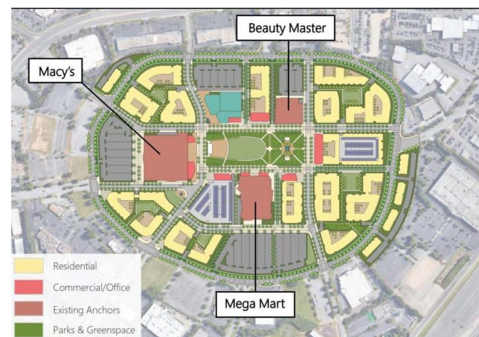 Beauty Master
Macy's
Mega Mart
Residential
Commercial/Office
Existing Anchors
Parks & Greenspace